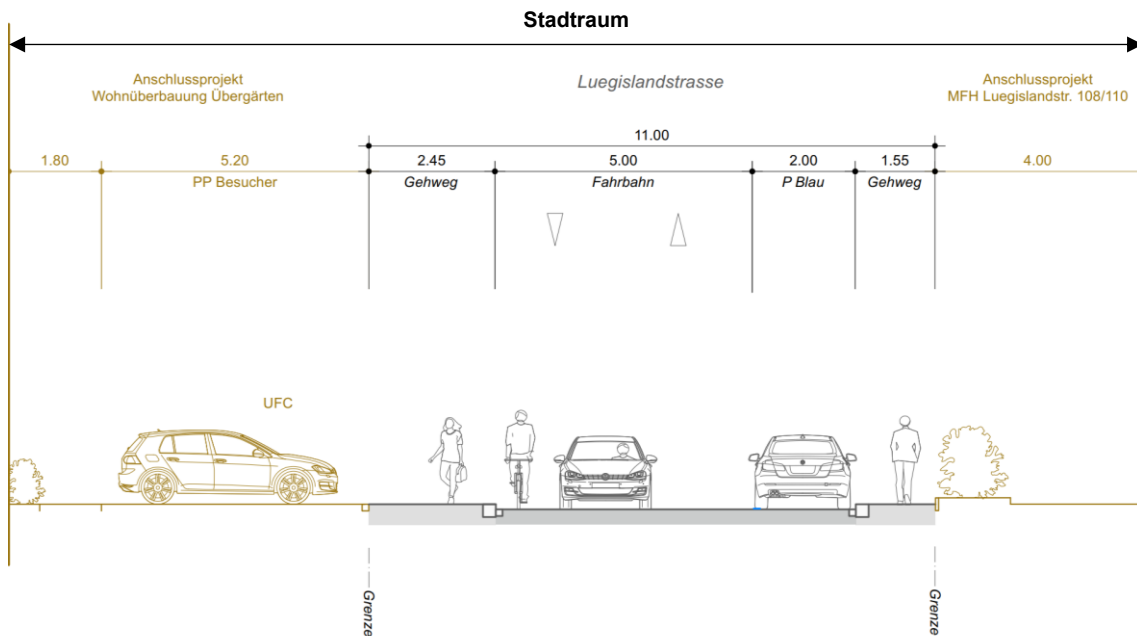 Stadtraum
Anschlussprojekt
Wohnüberbauung Übergärten
Luegislandstrasse
Anschlussprojekt
MFH Luegislandstr. 108/110
11.00
1.80 5.20 2.45 5.00 2.00 1.55 4.00
PP Besucher Gehweg Fahrbahn P Blau Gehweg
UFC
Grenze Grenze